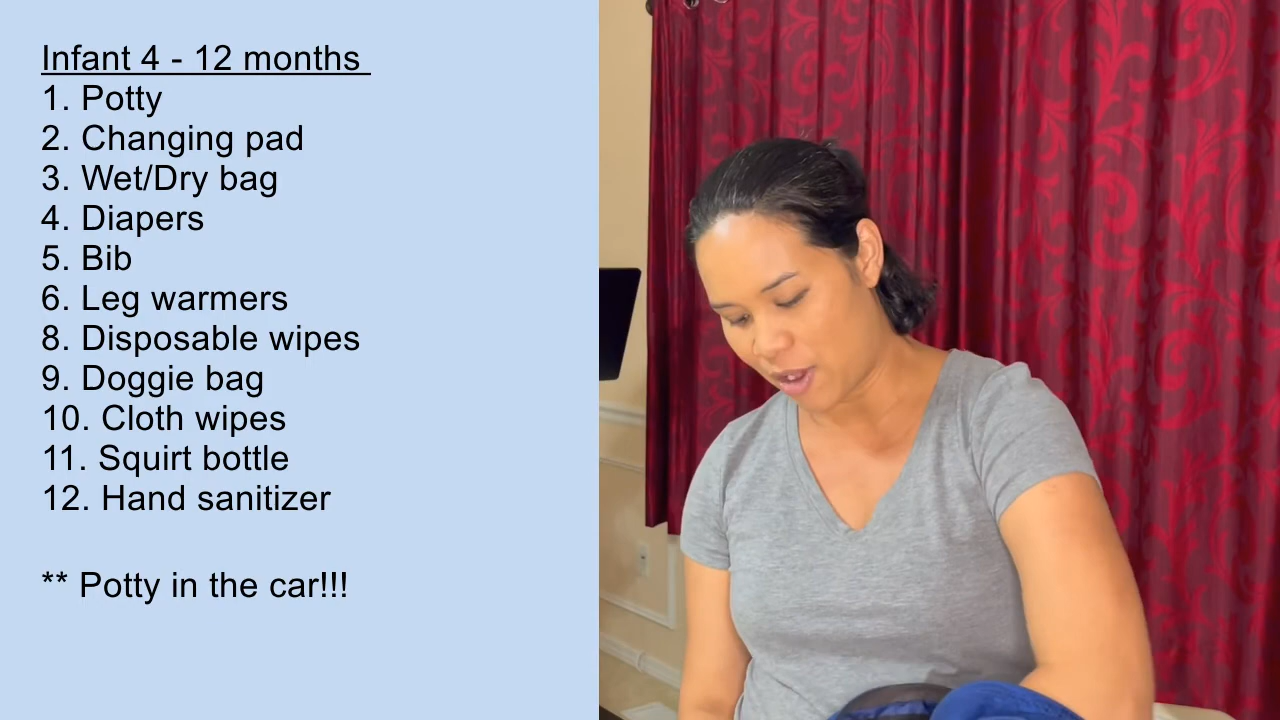 Infant 4 - 12 months
1. Potty
2. Changing pad
3. Wet/Dry bag
4. Diapers
5. Bib
6. Leg warmers
8. Disposable wipes
9. Doggie bag
10. Cloth wipes
11. Squirt bottle
12. Hand sanitizer
** Potty in the car!!!